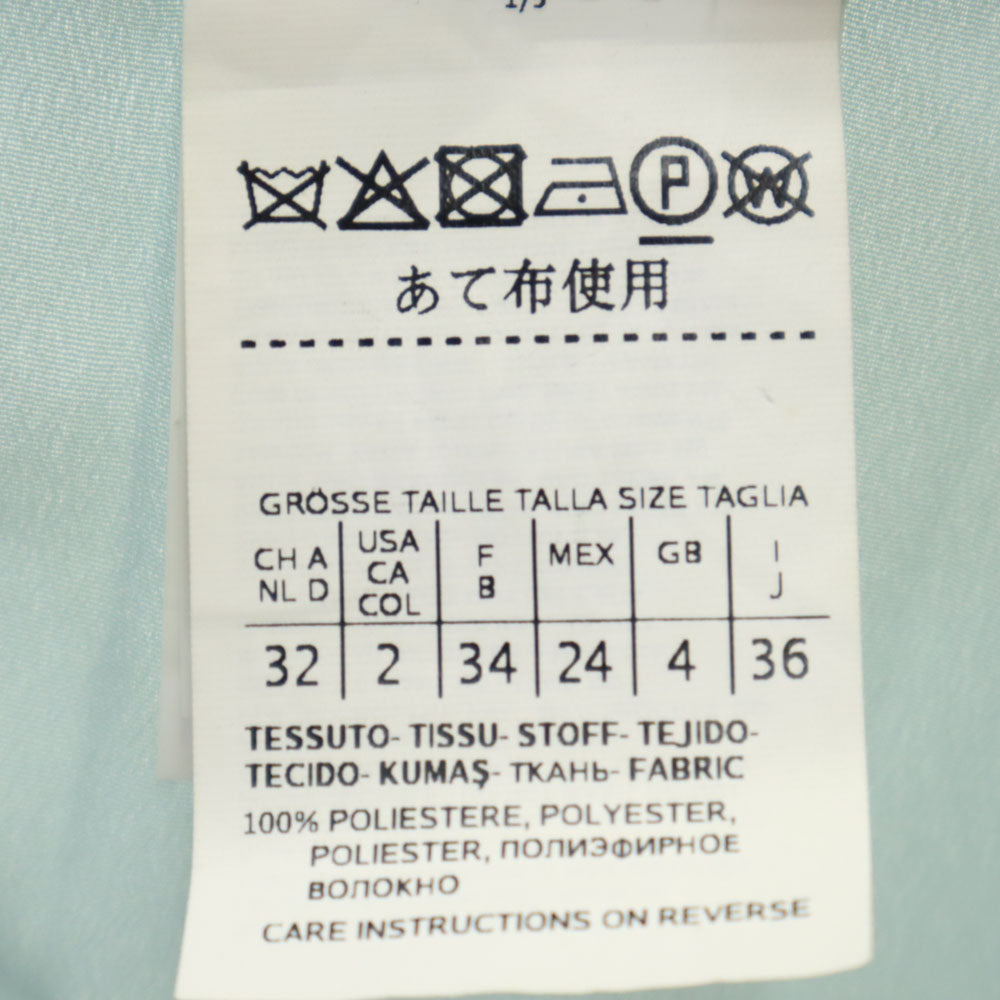 1/3
P W
あて布使用
GRÖSSE TAILLE TALLA SIZE TAGLIA
CH A NL D USA CA COL F B MEX GB I J
32 2 34 24 4 36
TESSUTO- TISSU- STOFF- TEJIDO-
TECIDO- KUMAŞ- ТКАНЬ- FABRIC
100% POLIESTERE, POLYESTER,
POLIESTER, ПОЛИЭФИРНОЕ
ВОЛОКНО
CARE INSTRUCTIONS ON REVERSE